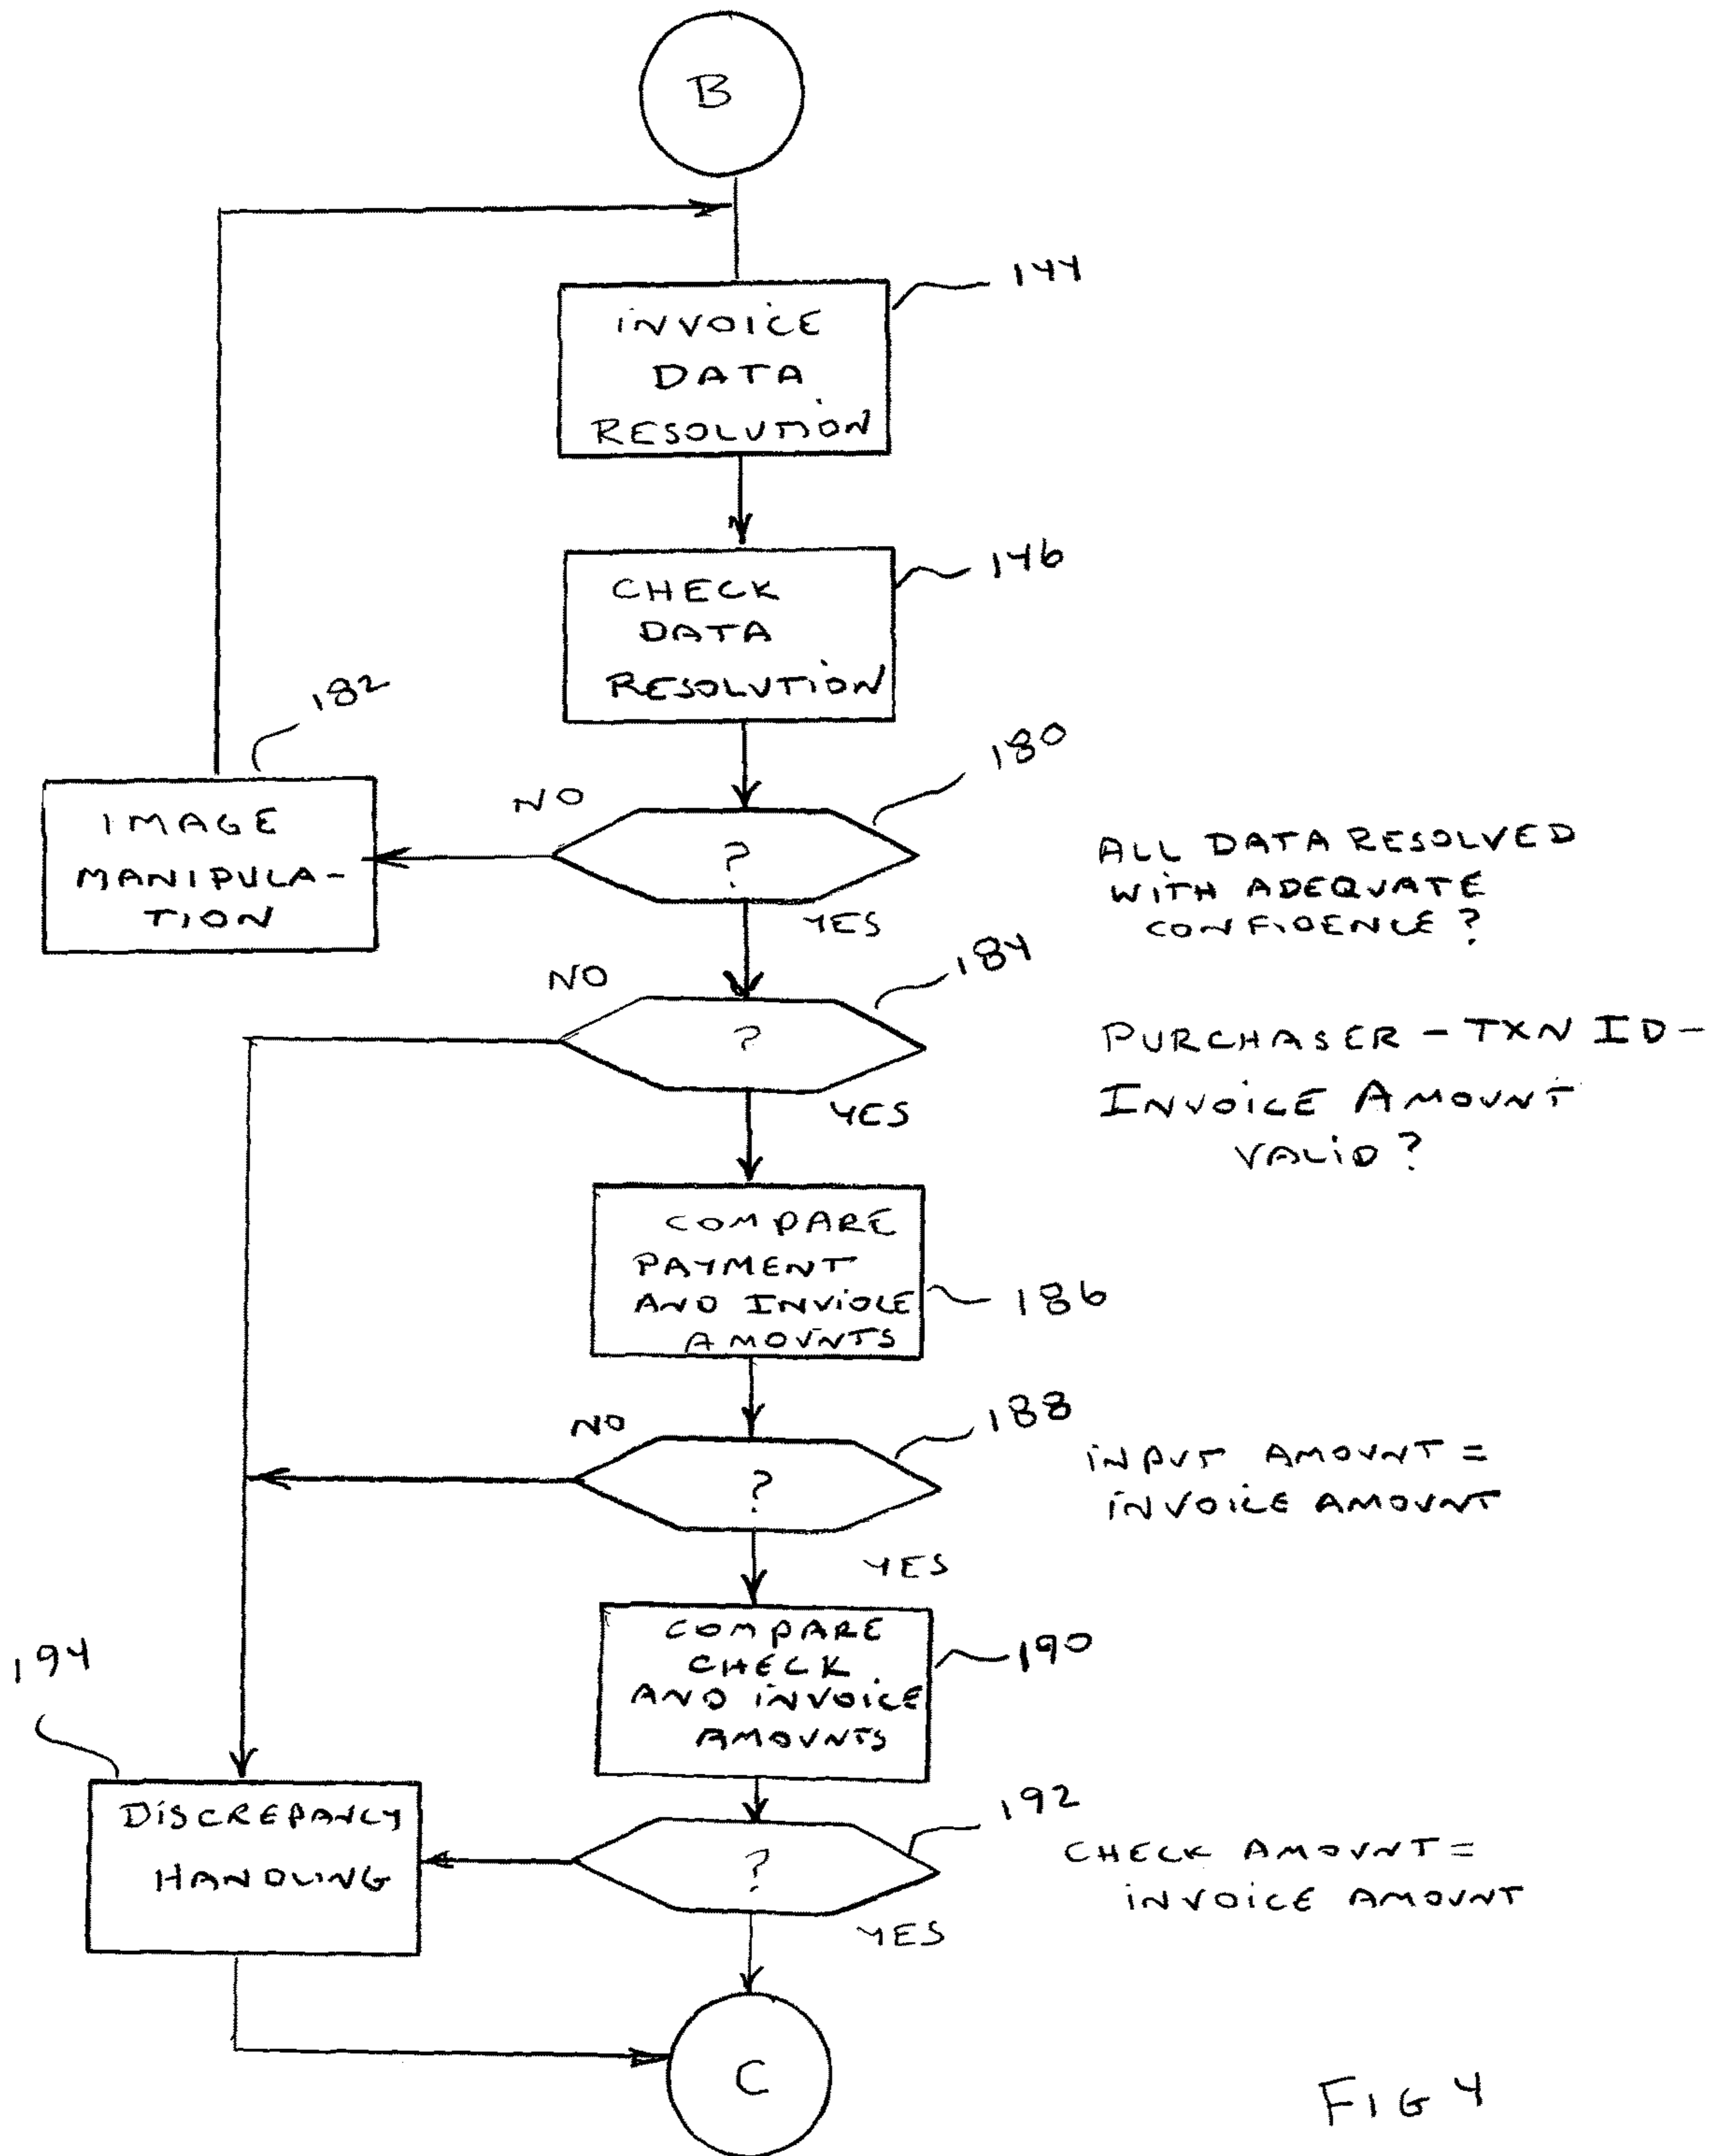 B
144
INVOICE
DATA
RESOLUTION
146
CHECK
DATA
RESOLUTION
182
180
NO
IMAGE
MANIPULA-
TION
?
YES
ALL DATA RESOLVED
WITH ADEQUATE
CONFIDENCE?
NO
184
?
YES
PURCHASER - TXN ID -
INVOICE AMOUNT
VALID?
COMPARE
PAYMENT
AND INVIOCE
AMOUNTS
186
NO
188
?
YES
INPUT AMOUNT =
INVOICE AMOUNT
194
COMPARE
CHECK
AND INVOICE
AMOUNTS
190
DISCREPANCY
HANDLING
192
?
YES
CHECK AMOUNT =
INVOICE AMOUNT
C
FIG 4